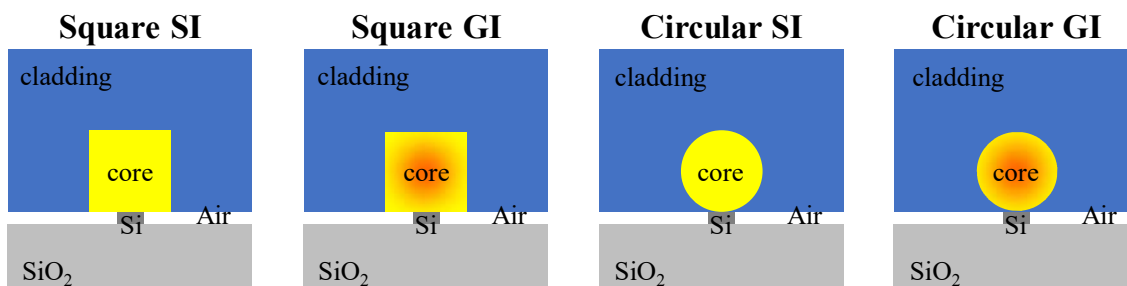 Square SI
Square GI
Circular SI
Circular GI
cladding
cladding
cladding
cladding
core
core
core
core
Si
Air
Si
Air
Si
Air
Si
Air
SiO₂
SiO₂
SiO₂
SiO₂